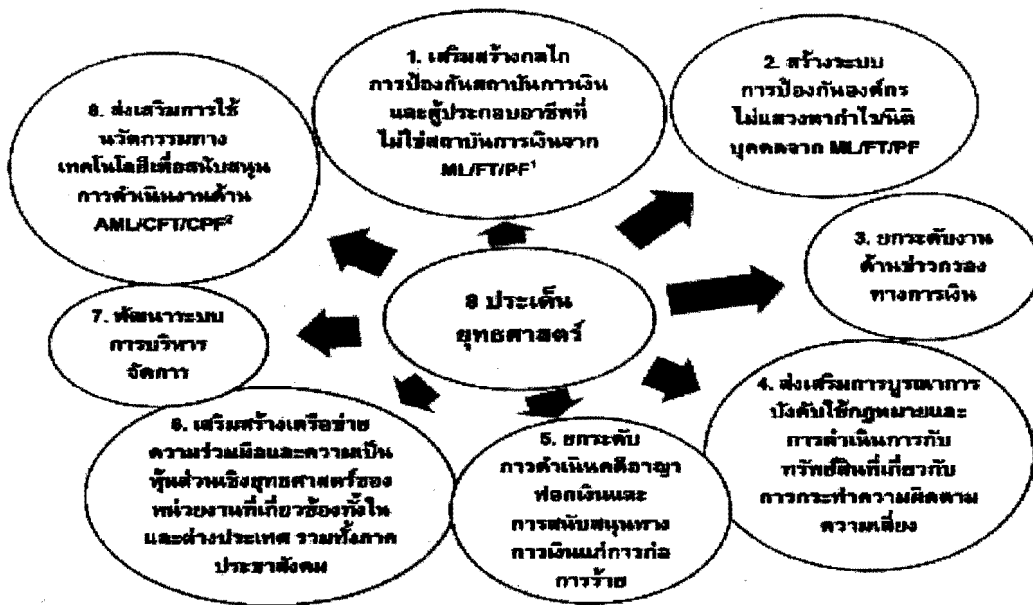 1. เสริมสร้างกลไก
การป้องกันสถาบันการเงิน
และผู้ประกอบอาชีพที่
ไม่ใช่สถาบันการเงินจาก
ML/FT/PF¹
2. สร้างระบบ
การป้องกันองค์กร
ไม่แสวงหากำไร/นิติ
บุคคลจาก ML/FT/PF
3. ยกระดับงาน
ด้านข่าวกรอง
ทางการเงิน
4. ส่งเสริมการบูรณาการ
บังคับใช้กฎหมายและ
การดำเนินการกับ
ทรัพย์สินที่เกี่ยวกับ
การกระทำความผิดตาม
ความเสี่ยง
5. ยกระดับ
การดำเนินคดีอาญา
ฟอกเงินและ
การสนับสนุนทาง
การเงินแก่การก่อ
การร้าย
6. เสริมสร้างเครือข่าย
ความร่วมมือและความเป็น
หุ้นส่วนเชิงยุทธศาสตร์ของ
หน่วยงานที่เกี่ยวข้องทั้งใน
และต่างประเทศ รวมทั้งภาค
ประชาสังคม
7. พัฒนาระบบ
การบริหาร
จัดการ
8. ส่งเสริมการใช้
นวัตกรรมทาง
เทคโนโลยีเพื่อสนับสนุน
การดำเนินงานด้าน
AML/CFT/CPF²
8 ประเด็น
ยุทธศาสตร์